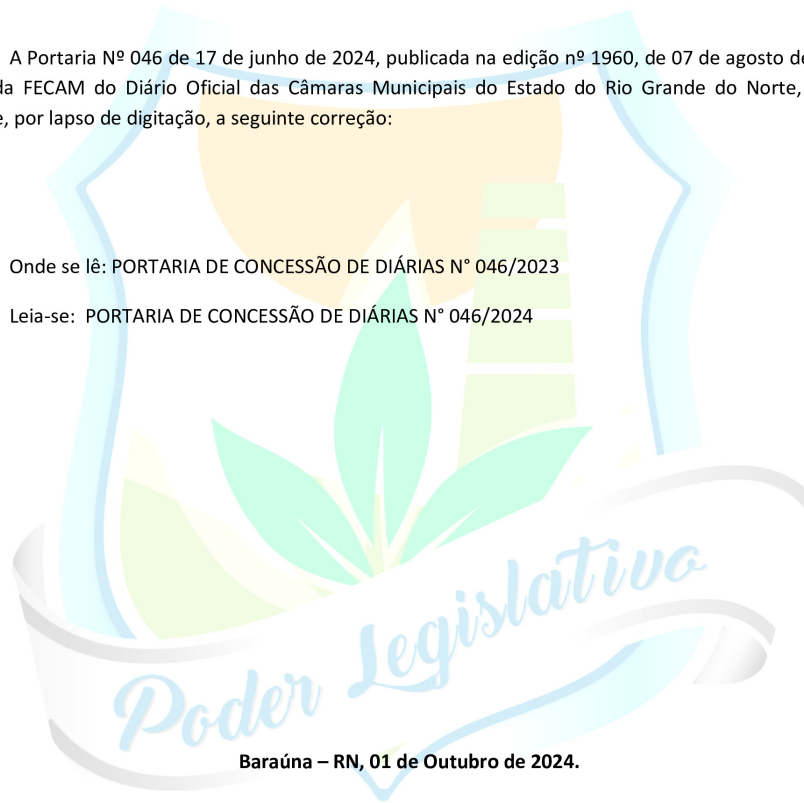 A Portaria Nº 046 de 17 de junho de 2024, publicada na edição nº 1960, de 07 de agosto de
da FECAM do Diário Oficial das Câmaras Municipais do Estado do Rio Grande do Norte,
e, por lapso de digitação, a seguinte correção:
Onde se lê: PORTARIA DE CONCESSÃO DE DIÁRIAS N° 046/2023
Leia-se: PORTARIA DE CONCESSÃO DE DIÁRIAS N° 046/2024
Poder Legislativo
Baraúna – RN, 01 de Outubro de 2024.